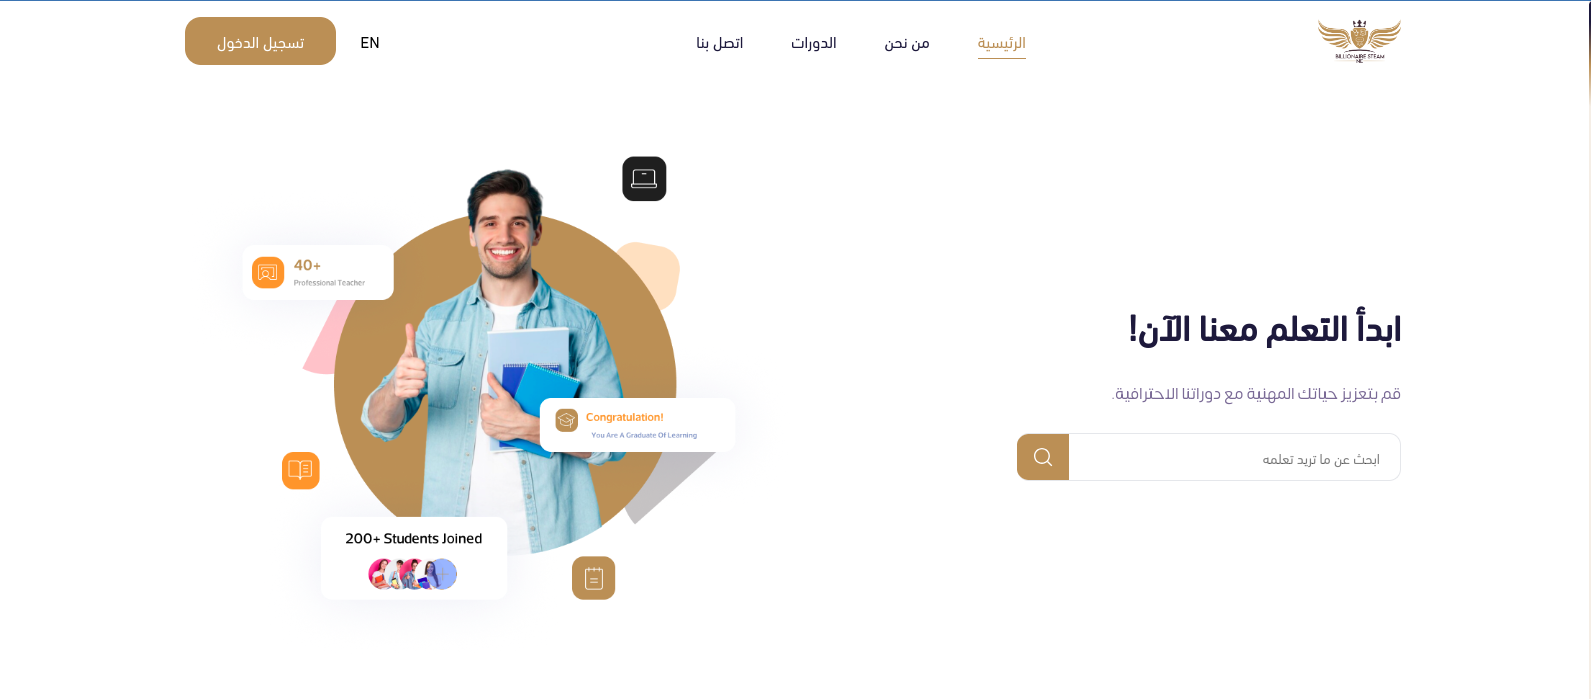 BILLIONAIRE STEAM
الرئيسية
من نحن
الدورات
اتصل بنا
EN
تسجيل الدخول
ابدأ التعلم معنا الآن!
قم بتعزيز حياتك المهنية مع دوراتنا الاحترافية.
ابحث عن ما تريد تعلمه
40+
Professional Teacher
Congratulation!
You Are A Graduate Of Learning
200+ Students Joined